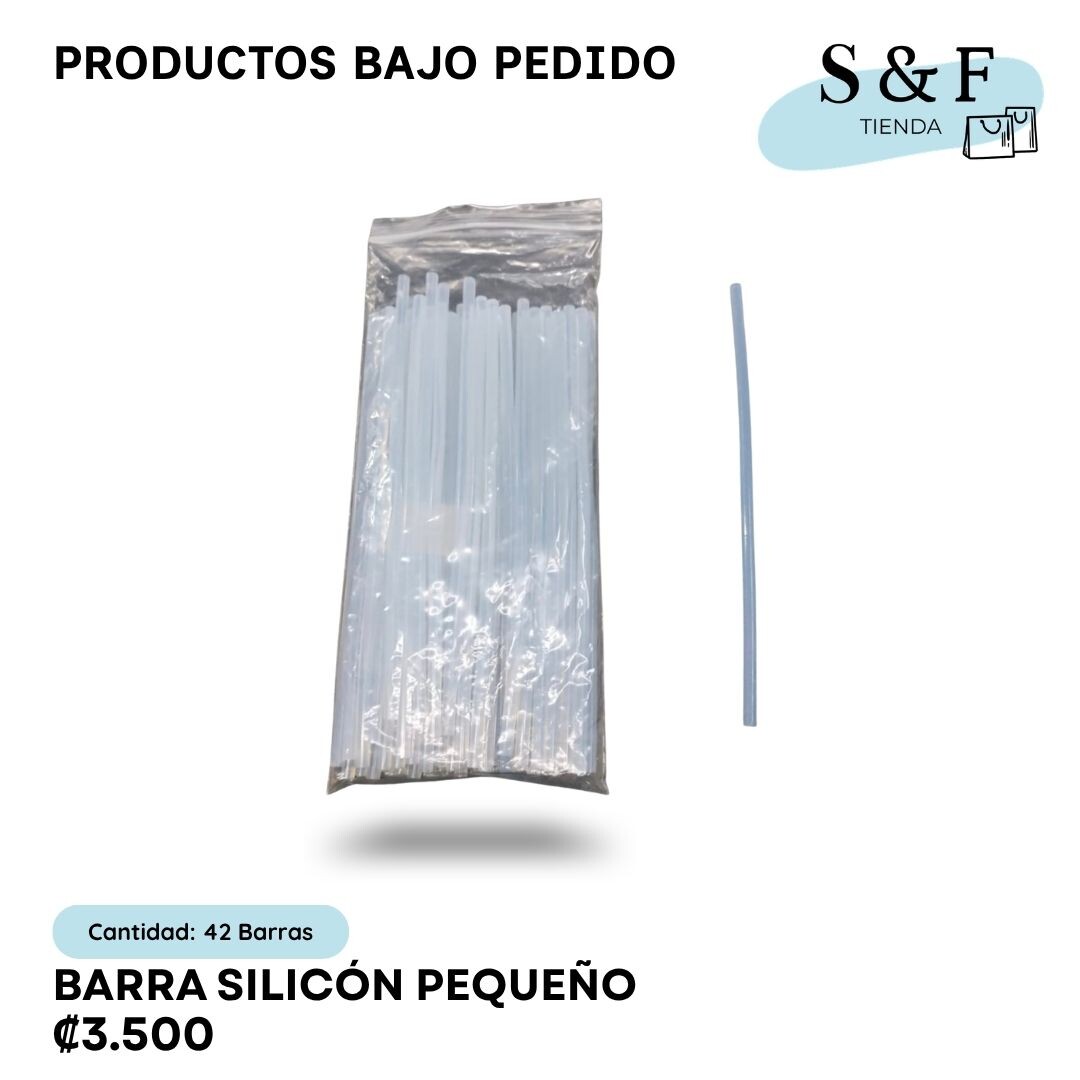 PRODUCTOS BAJO PEDIDO
S & F
TIENDA
Cantidad: 42 Barras
BARRA SILICÓN PEQUEÑO
₡3.500